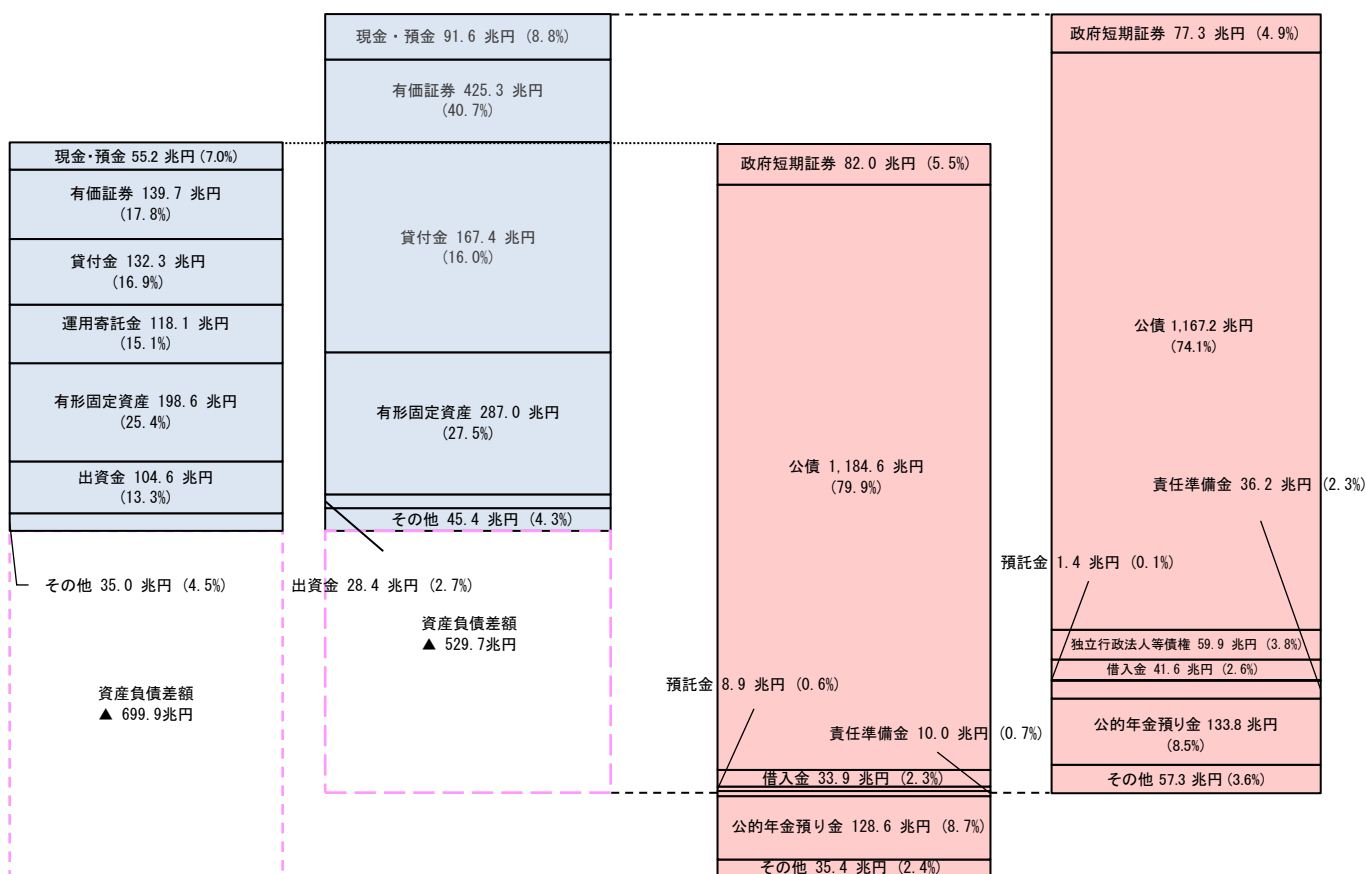 現金・預金 55.2 兆円 (7.0%)
有価証券 139.7 兆円
(17.8%)
貸付金 132.3 兆円
(16.9%)
運用寄託金 118.1 兆円
(15.1%)
有形固定資産 198.6 兆円
(25.4%)
出資金 104.6 兆円
(13.3%)
その他 35.0 兆円 (4.5%)
資産負債差額
▲ 699.9兆円
現金・預金 91.6 兆円 (8.8%)
有価証券 425.3 兆円
(40.7%)
貸付金 167.4 兆円
(16.0%)
有形固定資産 287.0 兆円
(27.5%)
その他 45.4 兆円 (4.3%)
出資金 28.4 兆円 (2.7%)
資産負債差額
▲ 529.7兆円
政府短期証券 82.0 兆円 (5.5%)
公債 1,184.6 兆円
(79.9%)
預託金 8.9 兆円 (0.6%)
責任準備金 10.0 兆円 (0.7%)
借入金 33.9 兆円 (2.3%)
公的年金預り金 128.6 兆円 (8.7%)
その他 35.4 兆円 (2.4%)
政府短期証券 77.3 兆円 (4.9%)
公債 1,167.2 兆円
(74.1%)
責任準備金 36.2 兆円 (2.3%)
預託金 1.4 兆円 (0.1%)
独立行政法人等債権 59.9 兆円 (3.8%)
借入金 41.6 兆円 (2.6%)
公的年金預り金 133.8 兆円
(8.5%)
その他 57.3 兆円 (3.6%)